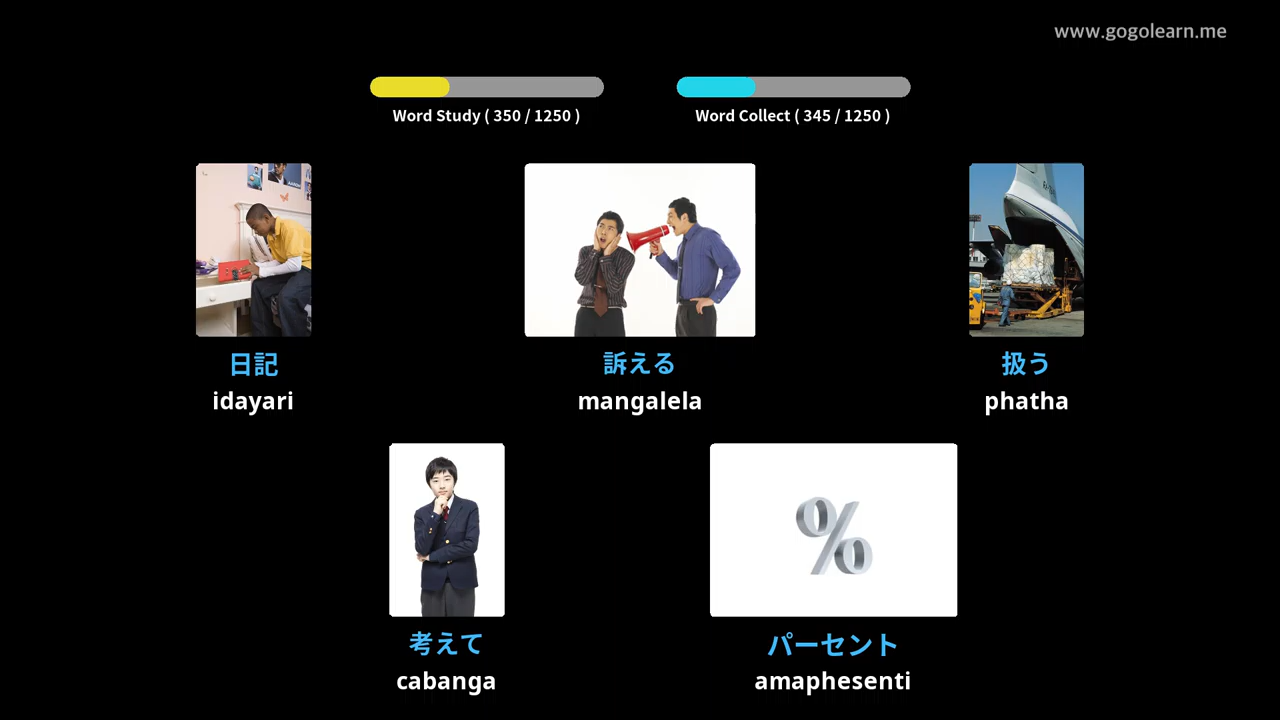 www.gogolearn.me
Word Study ( 350 / 1250 )
Word Collect ( 345 / 1250 )
日記
idayari
訴える
mangalela
扱う
phatha
考えて
cabanga
パーセント
amaphesenti
%